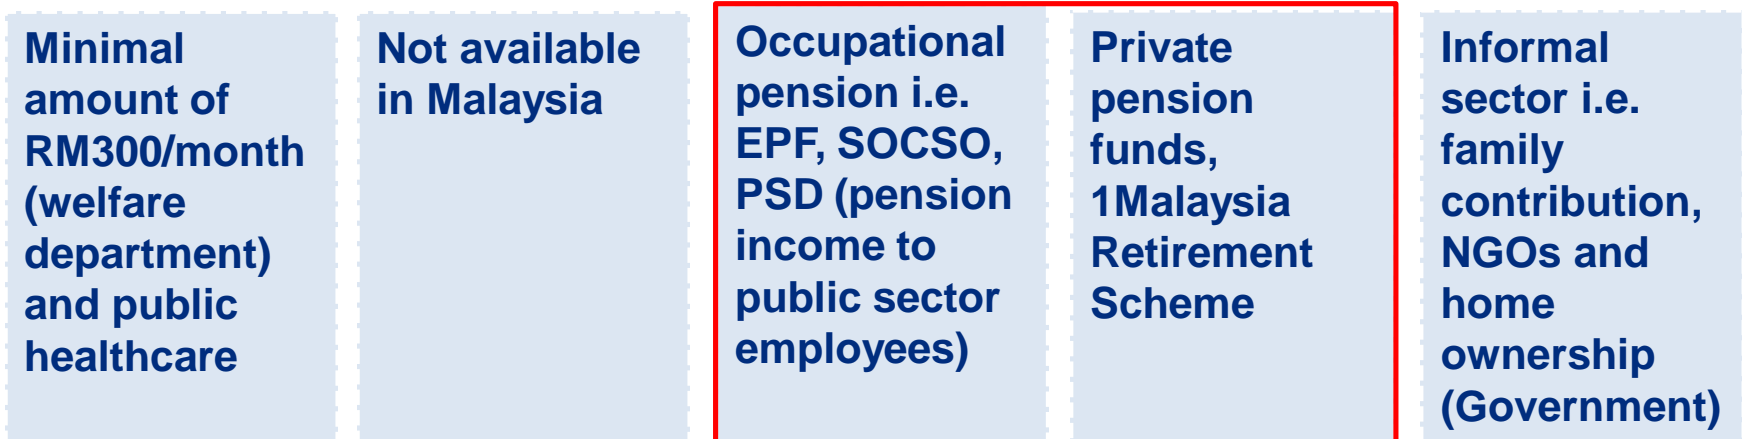 Minimal
amount of
RM300/month
(welfare
department)
and public
healthcare
Not available
in Malaysia
Occupational
pension i.e.
EPF, SOCSO,
PSD (pension
income to
public sector
employees)
Private
pension
funds,
1Malaysia
Retirement
Scheme
Informal
sector i.e.
family
contribution,
NGOs and
home
ownership
(Government)